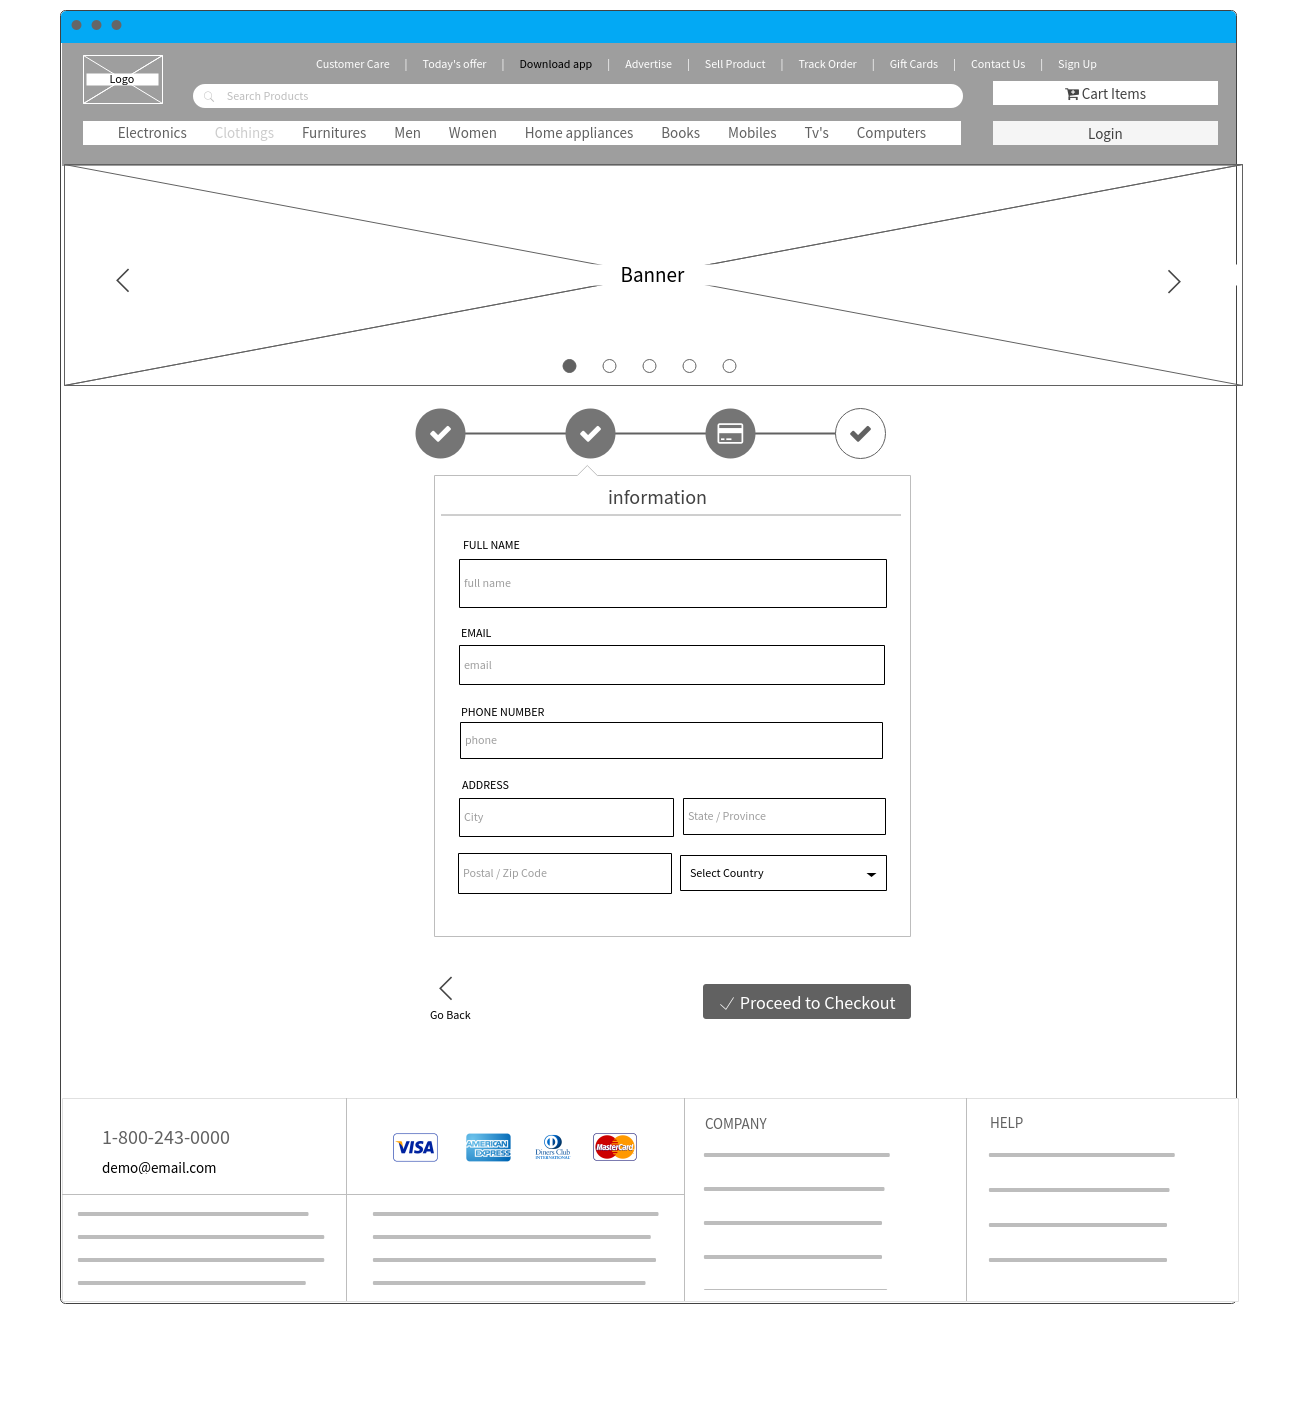 Logo
Customer Care | Today's offer | Download app | Advertise | Sell Product | Track Order | Gift Cards | Contact Us | Sign Up
Search Products
Cart Items
Electronics Clothings Furnitures Men Women Home appliances Books Mobiles Tv's Computers
Login
Banner
information
FULL NAME
full name
EMAIL
email
PHONE NUMBER
phone
ADDRESS
City
State / Province
Postal / Zip Code
Select Country
Go Back
Proceed to Checkout
1-800-243-0000
demo@email.com
VISA
AMERICAN EXPRESS
Diners Club
INTERNATIONAL
MasterCard
COMPANY
HELP